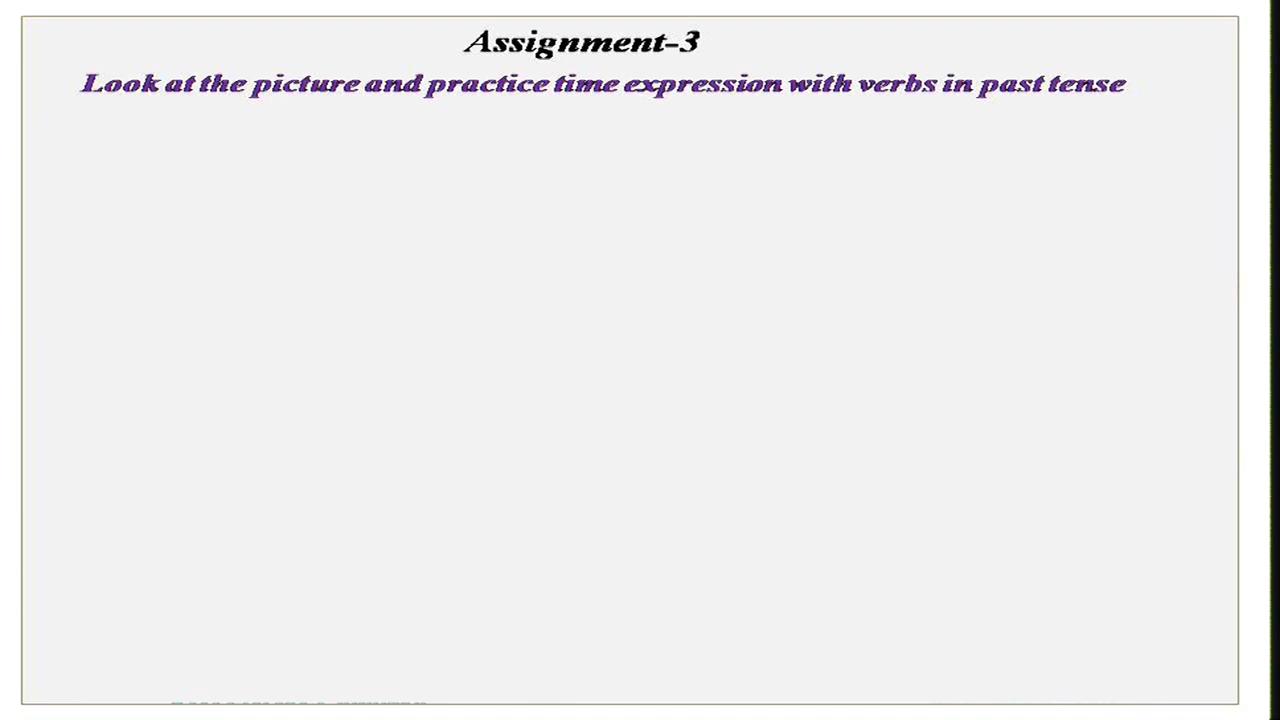 Assignment-3
Look at the picture and practice time expression with verbs in past tense